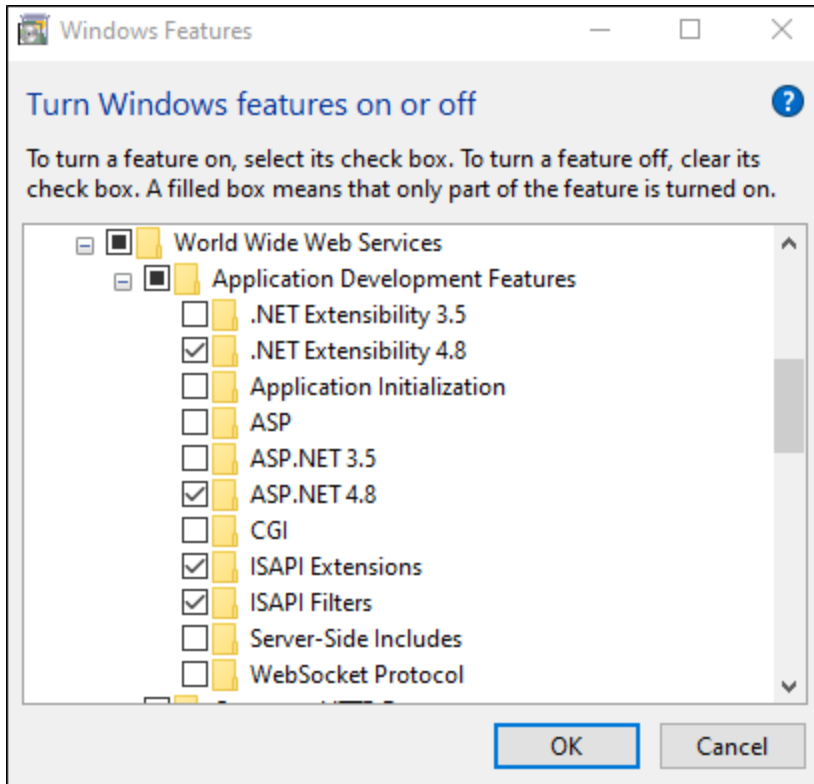 Windows Features
Turn Windows features on or off
To turn a feature on, select its check box. To turn a feature off, clear its
check box. A filled box means that only part of the feature is turned on.
World Wide Web Services
Application Development Features
.NET Extensibility 3.5
.NET Extensibility 4.8
Application Initialization
ASP
ASP.NET 3.5
ASP.NET 4.8
CGI
ISAPI Extensions
ISAPI Filters
Server-Side Includes
WebSocket Protocol
OK Cancel